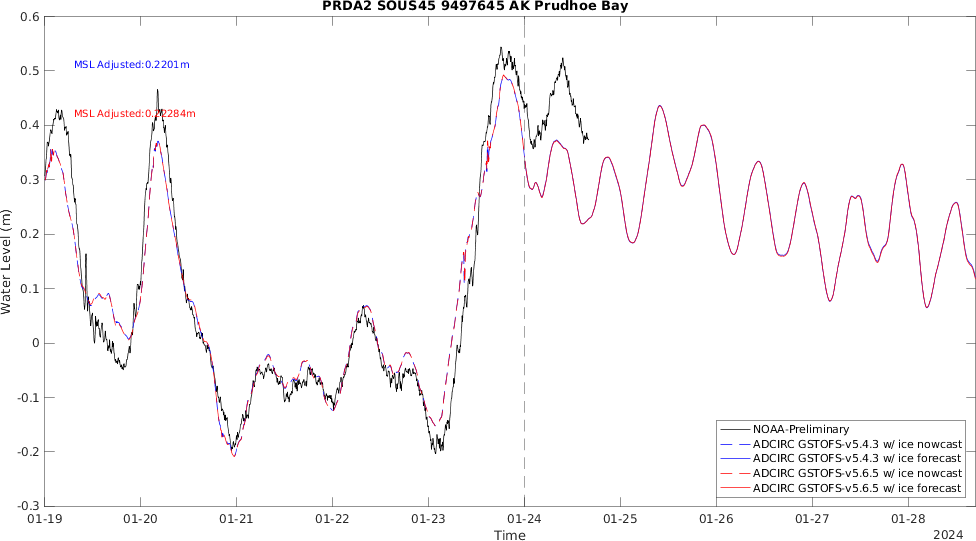 PRDA2 SOUS45 9497645 AK Prudhoe Bay
0.6
0.5
0.4
0.3
0.2
0.1
0
-0.1
-0.2
-0.3
Water Level (m)
MSL Adjusted:0.2201m
MSL Adjusted:0.22284m
NOAA-Preliminary
ADCIRC GSTOFS-v5.4.3 w/ ice nowcast
ADCIRC GSTOFS-v5.4.3 w/ ice forecast
ADCIRC GSTOFS-v5.6.5 w/ ice nowcast
ADCIRC GSTOFS-v5.6.5 w/ ice forecast
01-19 01-20 01-21 01-22 01-23 01-24 01-25 01-26 01-27 01-28
Time
2024